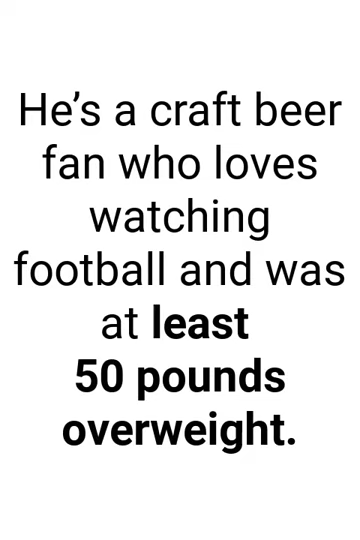 He’s a craft beer
fan who loves
watching
football and was
at least
50 pounds
overweight.